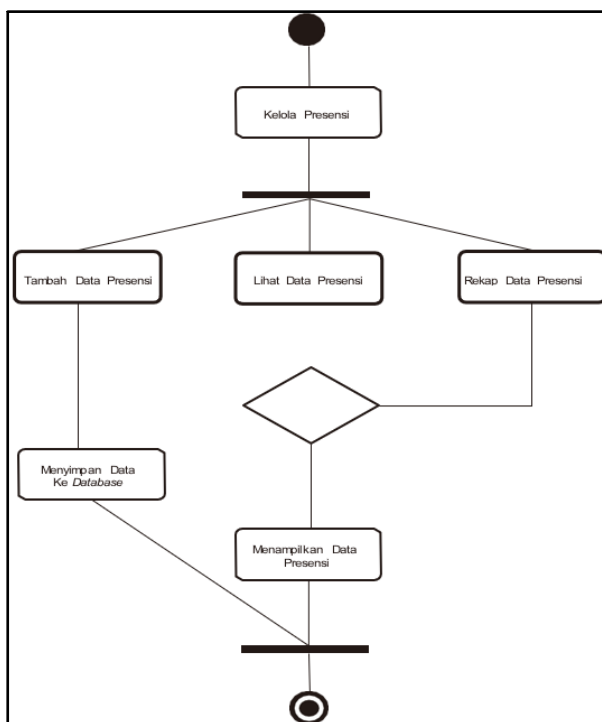 Kelola Presensi
Tambah Data Presensi
Lihat Data Presensi
Rekap Data Presensi
Menyimpan Data
Ke Database
Menampilkan Data
Presensi